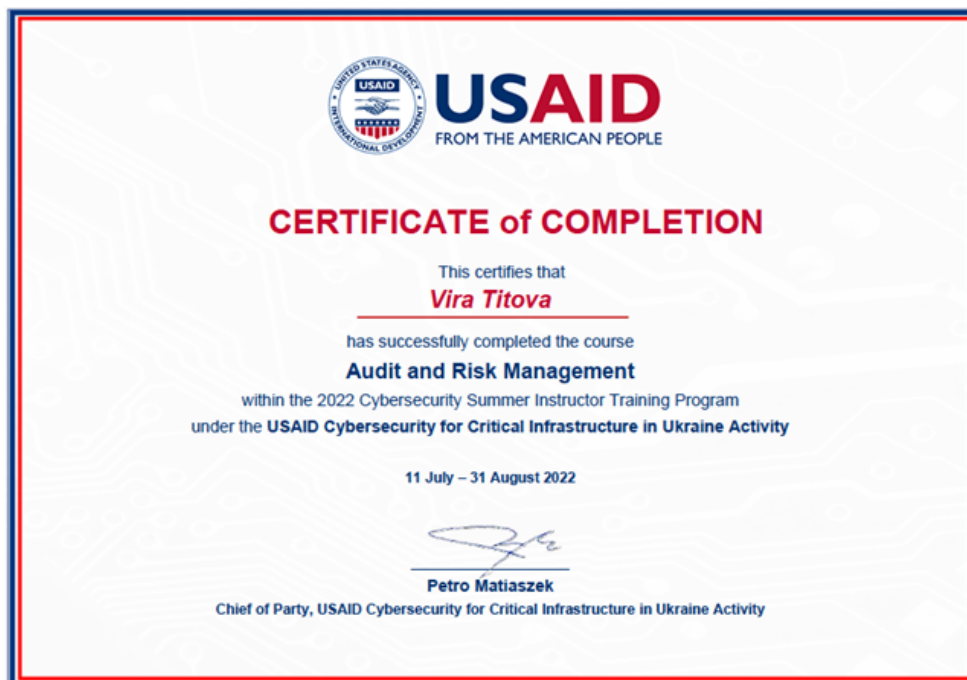 UNITED STATES AGENCY
USAID
INTERNATIONAL DEVELOPMENT
USAID
FROM THE AMERICAN PEOPLE
CERTIFICATE of COMPLETION
This certifies that
Vira Titova
has successfully completed the course
Audit and Risk Management
within the 2022 Cybersecurity Summer Instructor Training Program
under the USAID Cybersecurity for Critical Infrastructure in Ukraine Activity
11 July – 31 August 2022
Petro Matiaszek
Chief of Party, USAID Cybersecurity for Critical Infrastructure in Ukraine Activity